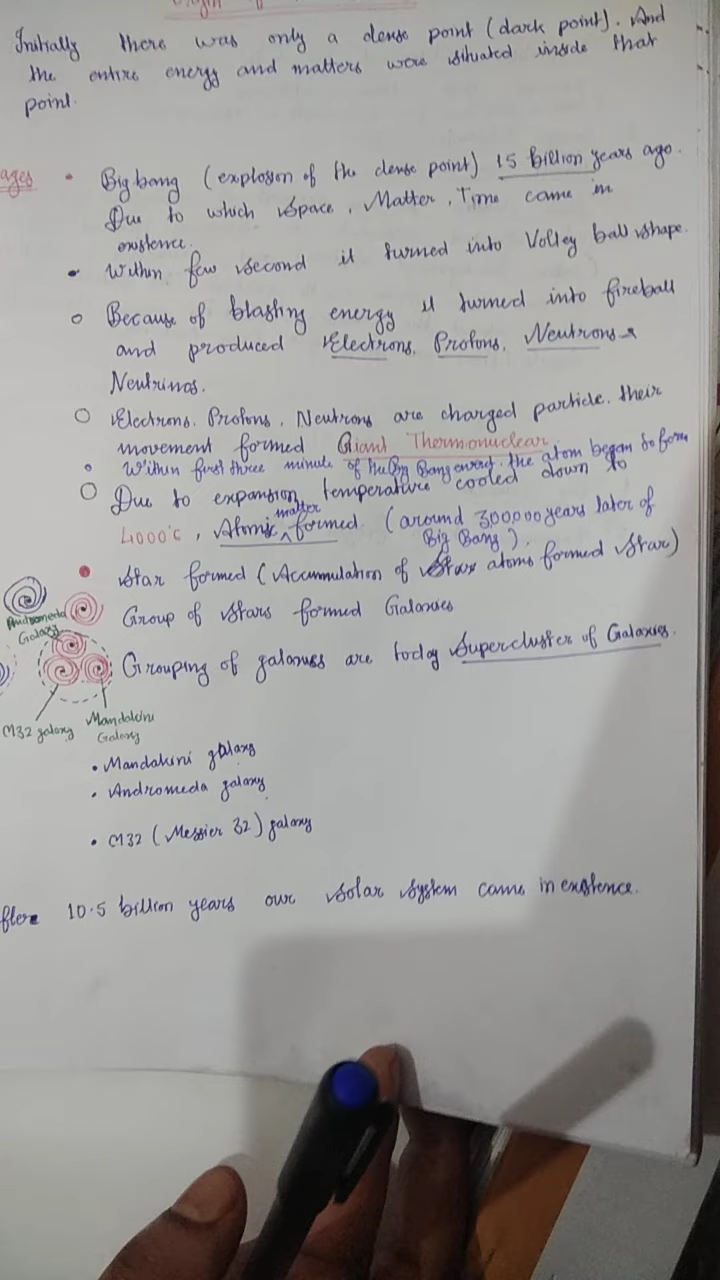 Initially there was only a dense point (dark point). And
the entire energy and matters were situated inside that
point.
ages
• Big bang (explosion of the dense point) 15 billion years ago.
Due to which Space, Matter, Time came in
existence.
• Within few second it turned into Volley ball shape.
Because of blasting energy it turned into fireball
and produced Electrons, Protons, Neutrons &
Neutrinos.
Electrons. Protons, Neutrons are charged particle. their
movement formed Giant Thermonuclear
Within first three minute of the Big Bang event. the atom began to form
Due to expansion temperature cooled down to
4000°C, Atomic matter formed. (around 300000 years later of
Big Bang).
• Star formed (Accumulation of atoms formed Star)
Group of Stars formed Galaxies
Andromeda
Galaxy
Grouping of galaxies are today Supercluster of Galaxies.
M32 galaxy
Mandakini
Galaxy
• Mandakini galaxy
• Andromeda galaxy
• M32 (Messier 32) galaxy
10.5 billion years our Solar System came in existence.